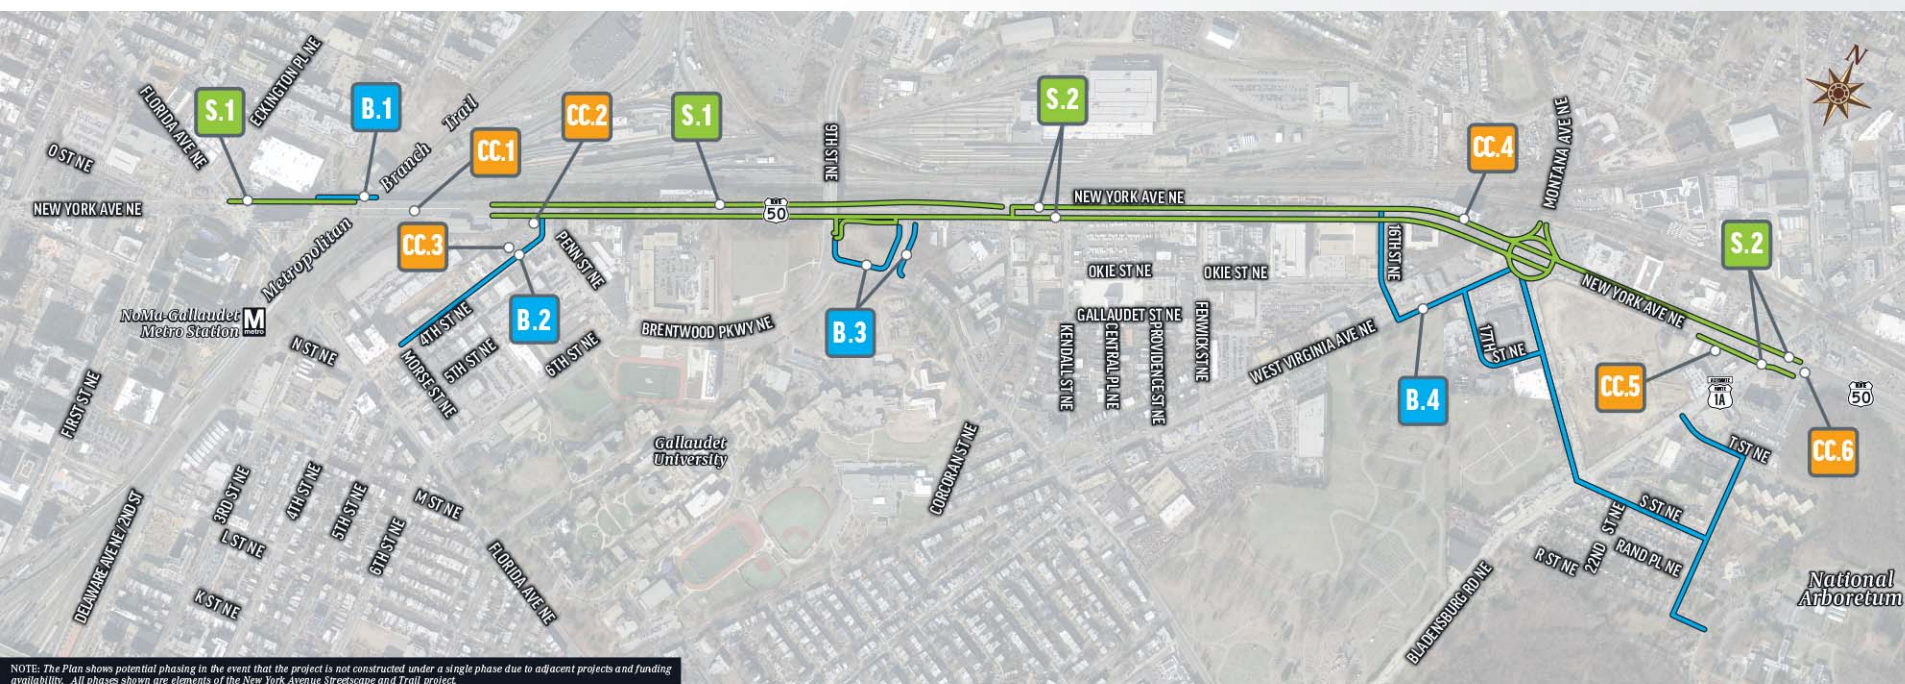 N
ECKINGTON PL NE
FLORIDA AVE NE
S.1
B.1
Metropolitan
Branch
Trail
CC.1
CC.2
S.1
9TH ST NE
S.2
CC.4
MONTANA AVE NE
O ST NE
NEW YORK AVE NE
ROUTE
50
NEW YORK AVE NE
CC.3
PENN ST NE
16TH ST NE
S.2
OKIE ST NE
OKIE ST NE
NEW YORK AVE NE
NoMa-Gallaudet
Metro Station
M
metro
4TH ST NE
B.2
BRENTWOOD PKWY NE
B.3
GALLAUDET ST NE
N ST NE
MORSE ST NE
5TH ST NE
6TH ST NE
KENDALL ST NE
CENTRAL PL NE
PROVIDENCE ST NE
FENWICK ST NE
WEST VIRGINIA AVE NE
17TH
ST NE
B.4
CC.5
ALTERNATE
ROUTE
1A
ROUTE
50
FIRST ST NE
Gallaudet
University
CORCORAN ST NE
T ST NE
CC.6
3RD ST NE
4TH ST NE
5TH ST NE
M ST NE
S ST NE
DELAWARE AVE NE / 2ND ST
L ST NE
6TH ST NE
FLORIDA AVE NE
R ST NE
22ND ST NE
RAND PL NE
National
Arboretum
K ST NE
BLADENSBURG RD NE
NOTE: The Plan shows potential phasing in the event that the project is not constructed under a single phase due to adjacent projects and funding
availability. All phases shown are elements of the New York Avenue Streetscape and Trail project.